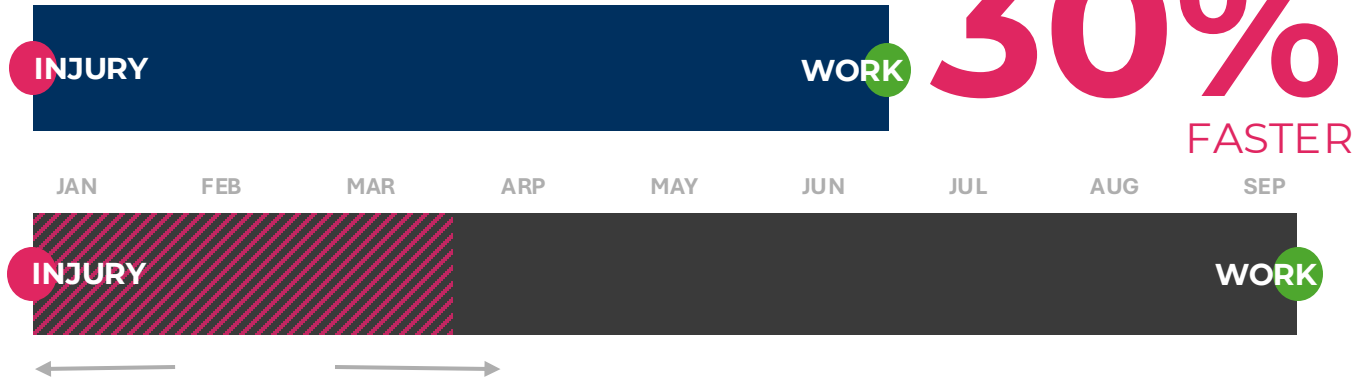 INJURY WORK 30%
FASTER
JAN FEB MAR ARP MAY JUN JUL AUG SEP
INJURY WORK